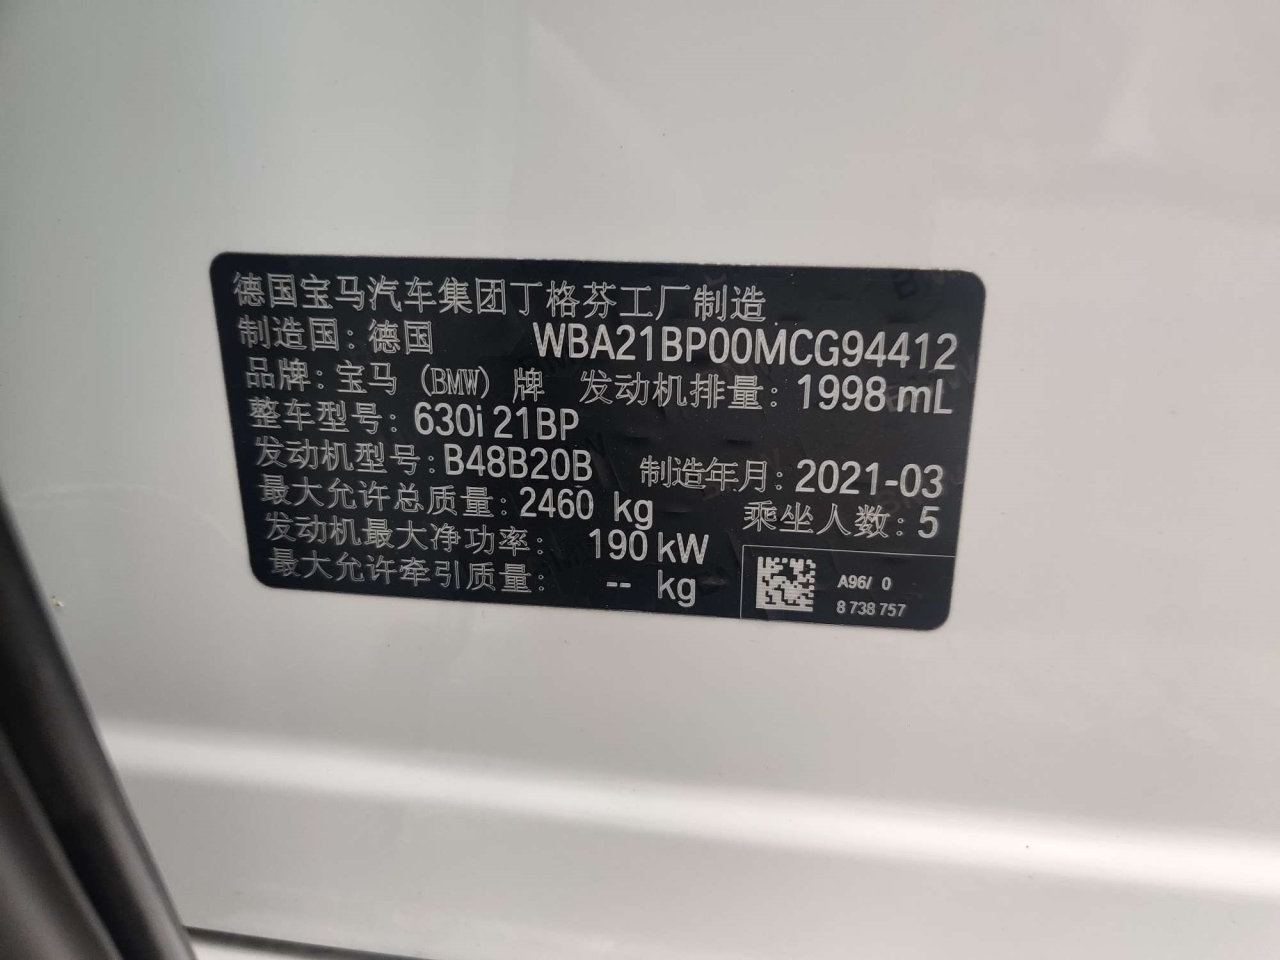 德国宝马汽车集团丁格芬工厂制造
制造国：德国 WBA21BP00MCG94412
品牌：宝马 (BMW) 牌 发动机排量：1998 mL
整车型号：630i 21BP
发动机型号：B48B20B 制造年月：2021-03
最大允许总质量：2460 kg 乘坐人数：5
发动机最大净功率： 190 kW
最大允许牵引质量： -- kg
A96/ 0
8 738 757